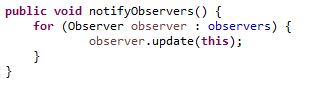 public void notifyObservers() {
    for (Observer observer : observers) {
            observer.update(this);
    }
}